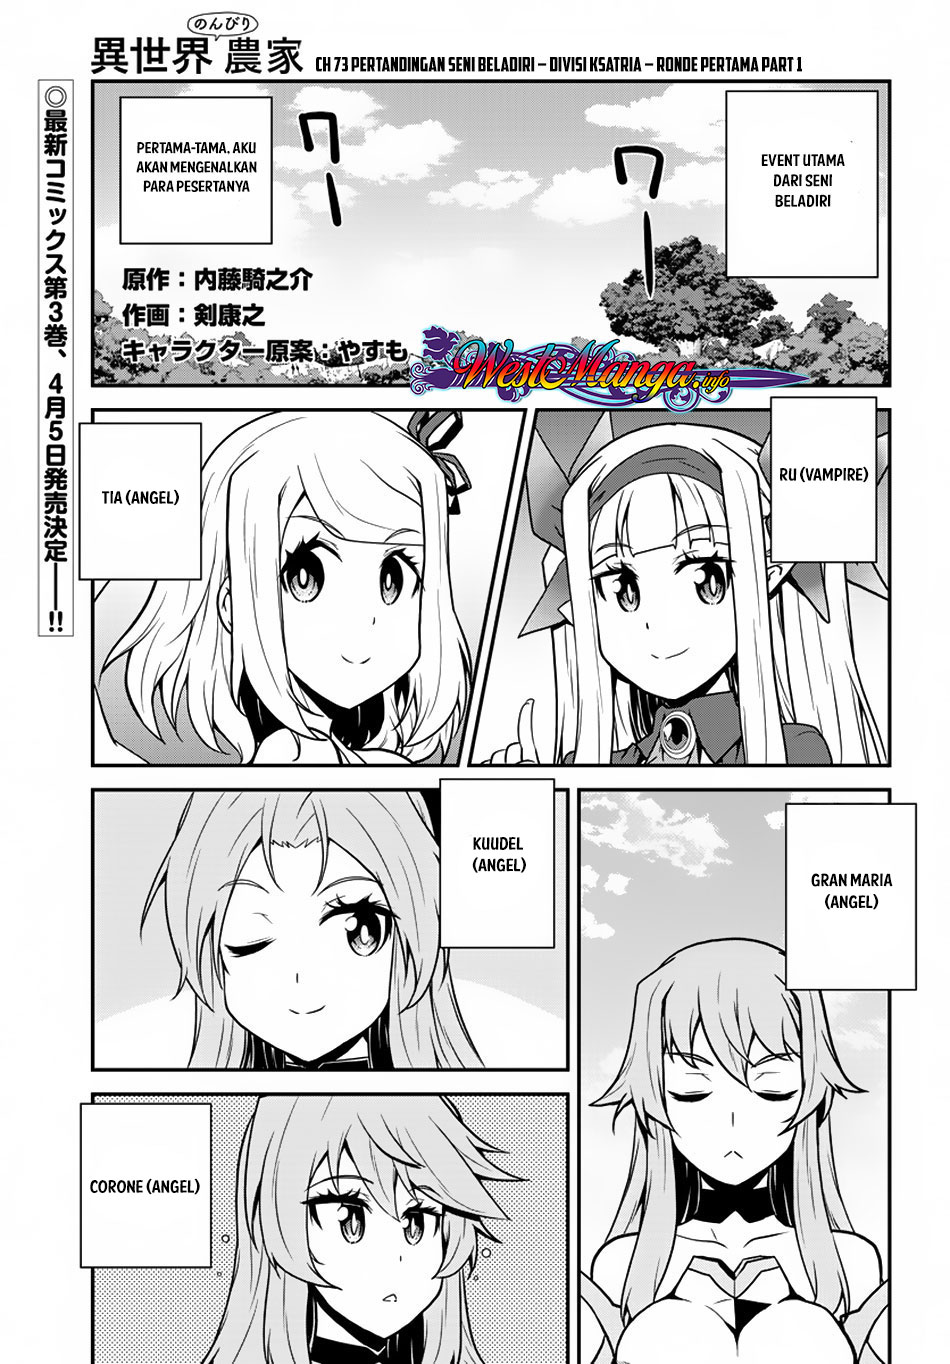 異世界のんびり農家
CH 73 PERTANDINGAN SENI BELADIRI – DIVISI KSATRIA – RONDE PERTAMA PART 1
◎最新コミックス第3巻、4月5日発売決定――!!
EVENT UTAMA
DARI SENI
BELADIRI
ワー
PERTAMA-TAMA, AKU
AKAN MENGENALKAN
PARA PESERTANYA
ワー
原作：内藤騎之介
作画：剣康之
キャラクター原案：やすも
WestManga.info
RU (VAMPIRE)
TIA (ANGEL)
KUUDEL
(ANGEL)
GRAN MARIA
(ANGEL)
CORONE (ANGEL)